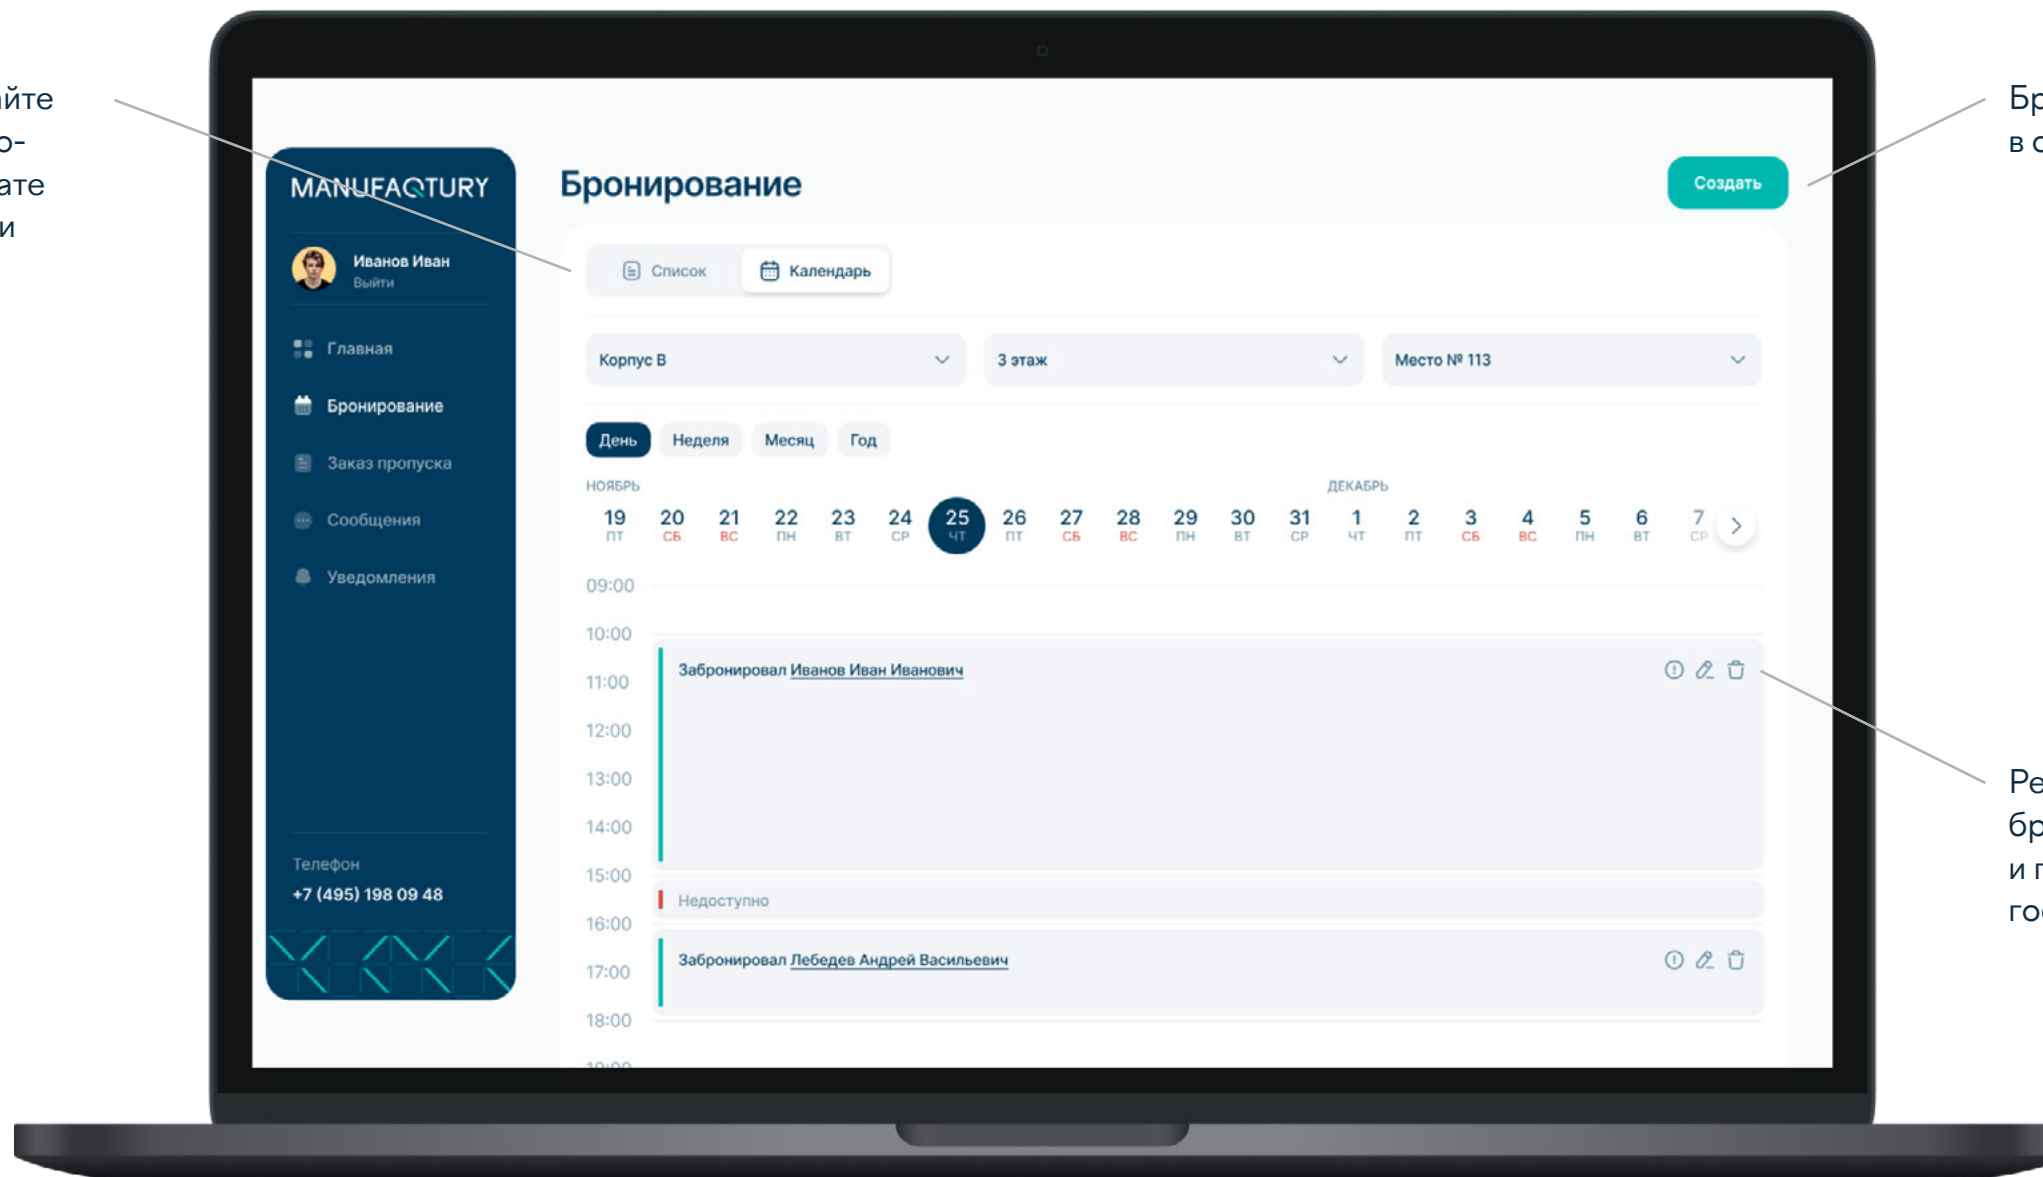 йте
о-
ате
и
MANUFAQTURY
Иванов Иван
Выйти
Главная
Бронирование
Заказ пропуска
Сообщения
Уведомления
Телефон
+7 (495) 198 09 48
Бронирование
Создать
Список Календарь
Корпус В 3 этаж Место № 113
День Неделя Месяц Год
НОЯБРЬ ДЕКАБРЬ
19 20 21 22 23 24 25 26 27 28 29 30 31 1 2 3 4 5 6 7
ПТ СБ ВС ПН ВТ СР ЧТ ПТ СБ ВС ПН ВТ СР ЧТ ПТ СБ ВС ПН ВТ СР
09:00
10:00
Забронировал Иванов Иван Иванович
11:00
12:00
13:00
14:00
15:00
Недоступно
16:00
Забронировал Лебедев Андрей Васильевич
17:00
18:00
Бр
в
Ре
бр
и
го